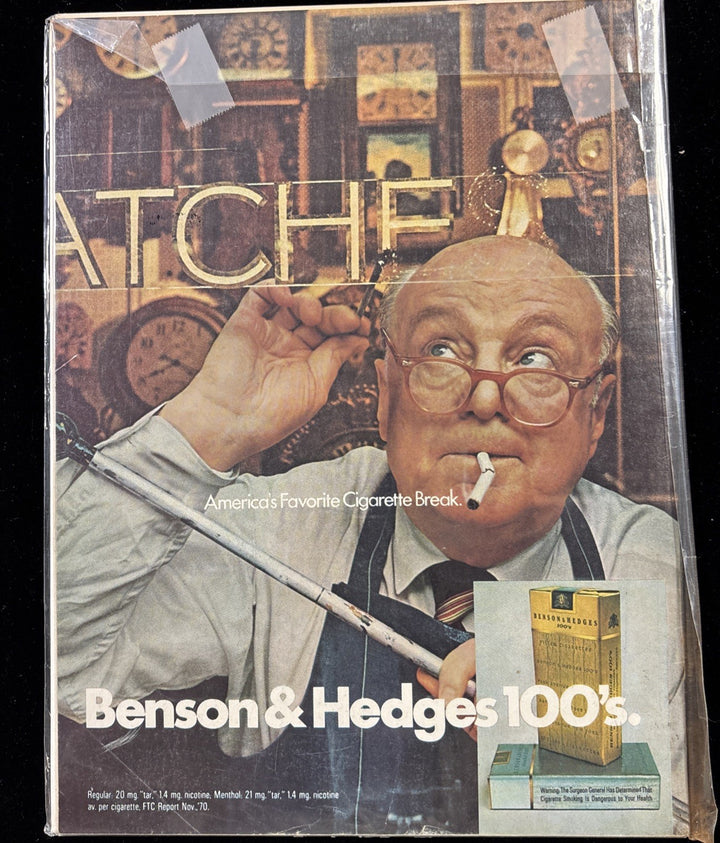 ATCHE
America's Favorite Cigarette Break.
BENSON & HEDGES
100's
Benson & Hedges 100's.
Regular: 20 mg. "tar," 1.4 mg. nicotine, Menthol: 21 mg. "tar," 1.4 mg. nicotine
av. per cigarette, FTC Report Nov.,'70.
Warning: The Surgeon General Has Determined That
Cigarette Smoking Is Dangerous to Your Health